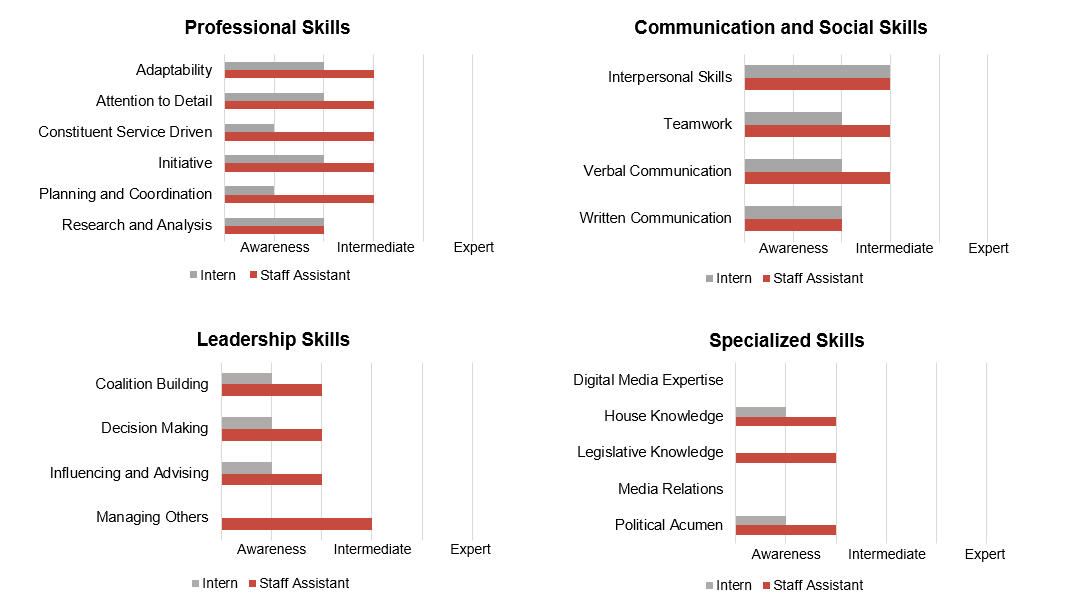 Professional Skills
Adaptability
Attention to Detail
Constituent Service Driven
Initiative
Planning and Coordination
Research and Analysis
Awareness Intermediate Expert
Intern Staff Assistant
Communication and Social Skills
Interpersonal Skills
Teamwork
Verbal Communication
Written Communication
Awareness Intermediate Expert
Intern Staff Assistant
Leadership Skills
Coalition Building
Decision Making
Influencing and Advising
Managing Others
Awareness Intermediate Expert
Intern Staff Assistant
Specialized Skills
Digital Media Expertise
House Knowledge
Legislative Knowledge
Media Relations
Political Acumen
Awareness Intermediate Expert
Intern Staff Assistant